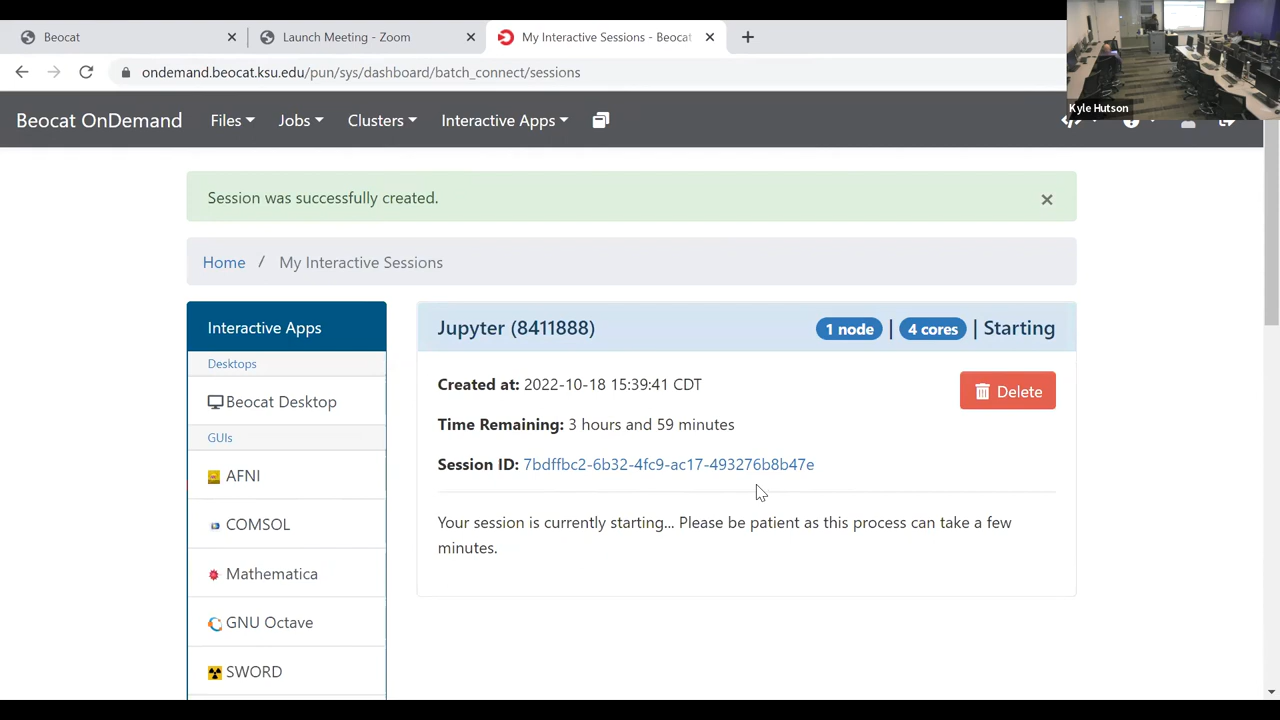 Beocat
Launch Meeting - Zoom
My Interactive Sessions - Beocat
ondemand.beocat.ksu.edu/pun/sys/dashboard/batch_connect/sessions
Kyle Hutson
Beocat OnDemand
Files
Jobs
Clusters
Interactive Apps
Session was successfully created.
Home / My Interactive Sessions
Interactive Apps
Desktops
Beocat Desktop
GUIs
AFNI
COMSOL
Mathematica
GNU Octave
SWORD
Jupyter (8411888)
1 node | 4 cores | Starting
Created at: 2022-10-18 15:39:41 CDT
Delete
Time Remaining: 3 hours and 59 minutes
Session ID: 7bdffbc2-6b32-4fc9-ac17-493276b8b47e
Your session is currently starting... Please be patient as this process can take a few
minutes.